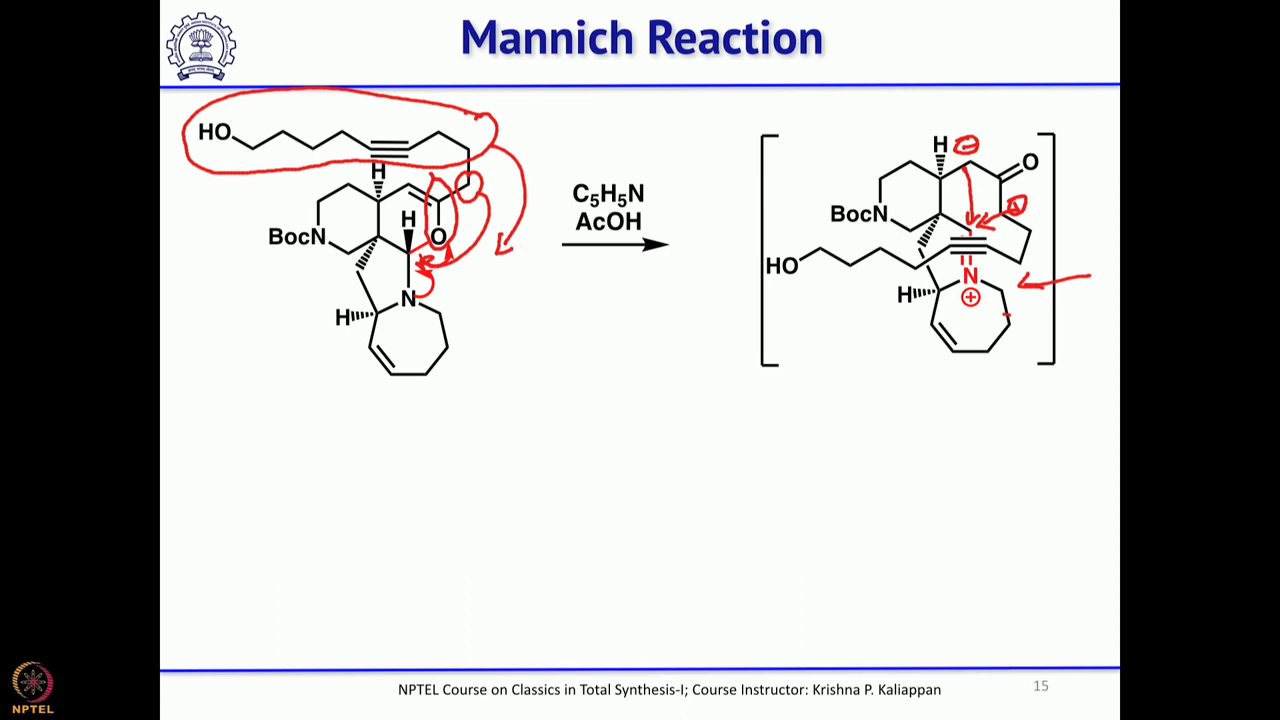 Mannich Reaction
HO
H
H
BocN
O
N
H
C₅H₅N
AcOH
H
O
BocN
HO
N
H
NPTEL Course on Classics in Total Synthesis-I; Course Instructor: Krishna P. Kaliappan
15
NPTEL